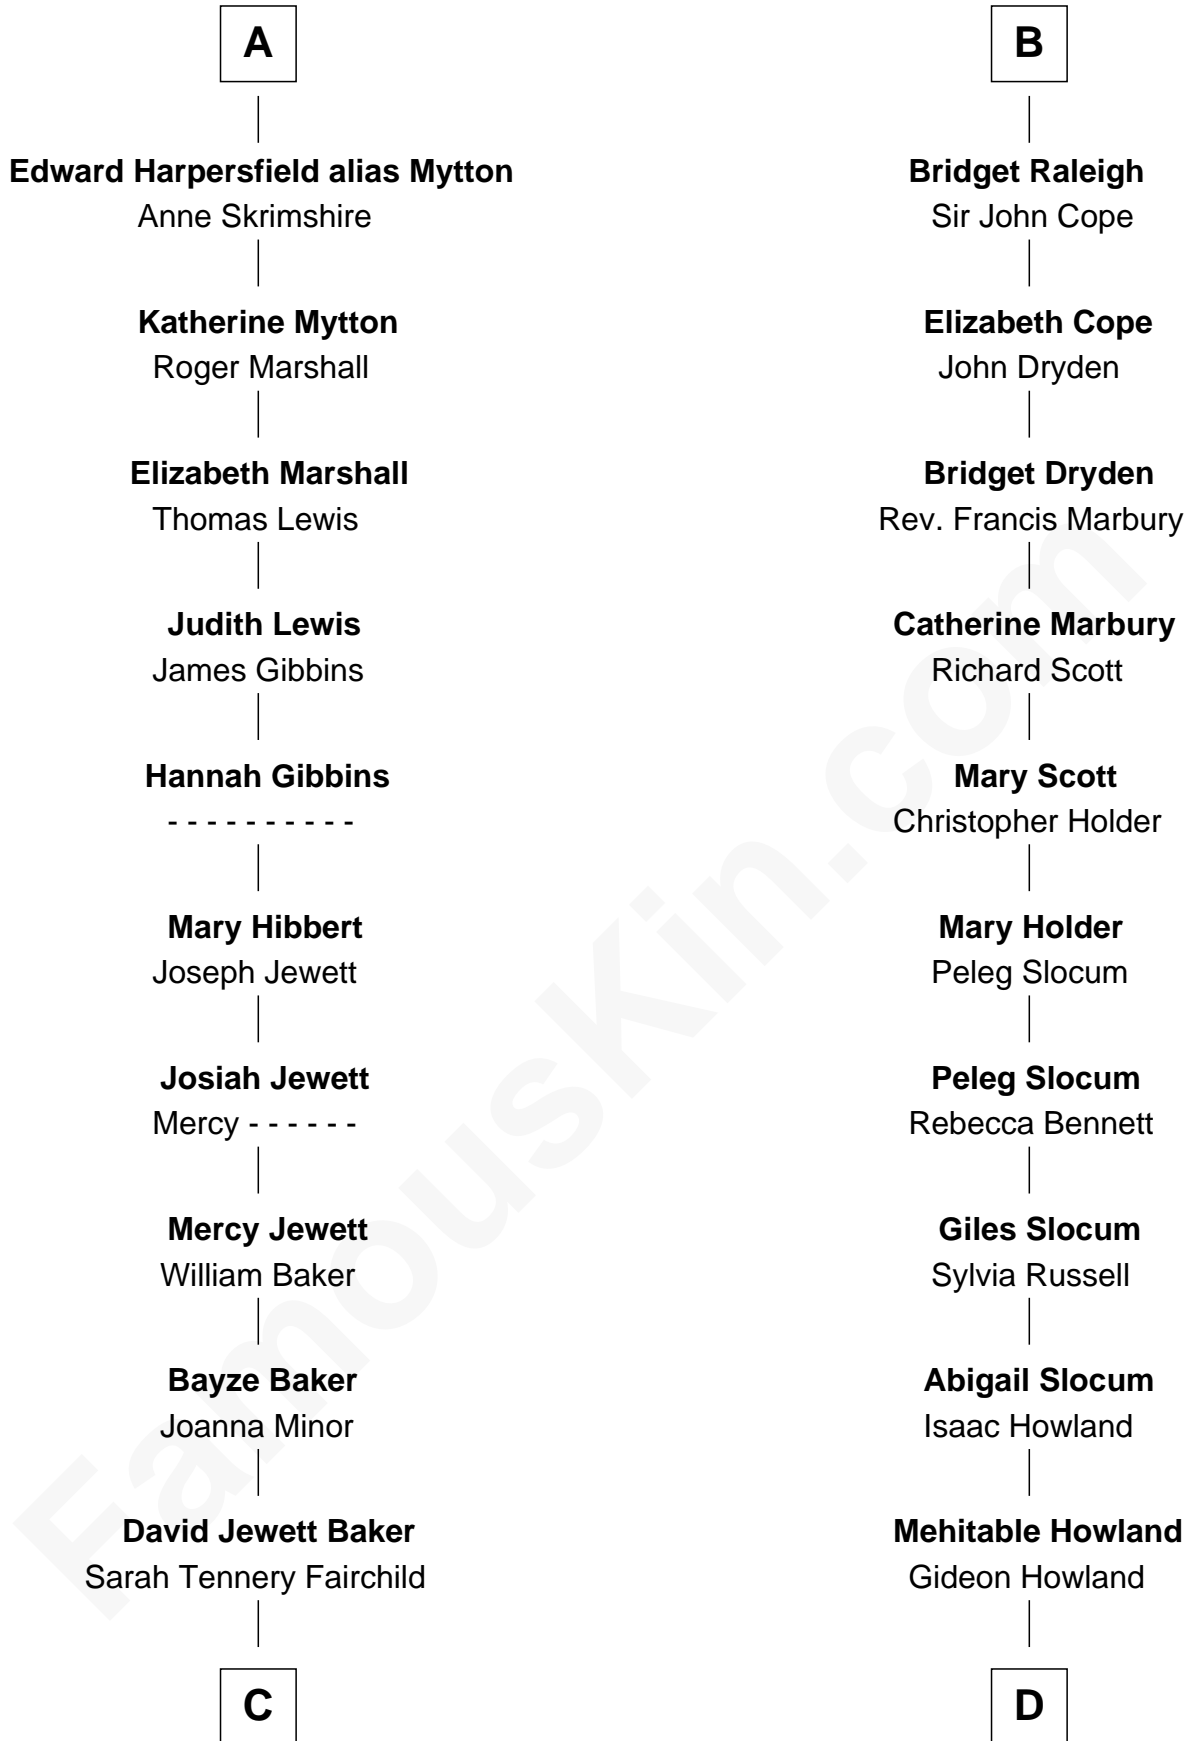 A
Edward Harpersfield alias Mytton
Anne Skrimshire
Katherine Mytton
Roger Marshall
Elizabeth Marshall
Thomas Lewis
Judith Lewis
James Gibbins
Hannah Gibbins
- - - - - - - - - -
Mary Hibbert
Joseph Jewett
Josiah Jewett
Mercy - - - - - -
Mercy Jewett
William Baker
Bayze Baker
Joanna Minor
David Jewett Baker
Sarah Tennery Fairchild
C
B
Bridget Raleigh
Sir John Cope
Elizabeth Cope
John Dryden
Bridget Dryden
Rev. Francis Marbury
Catherine Marbury
Richard Scott
Mary Scott
Christopher Holder
Mary Holder
Peleg Slocum
Peleg Slocum
Rebecca Bennett
Giles Slocum
Sylvia Russell
Abigail Slocum
Isaac Howland
Mehitable Howland
Gideon Howland
D
FamousKin.com